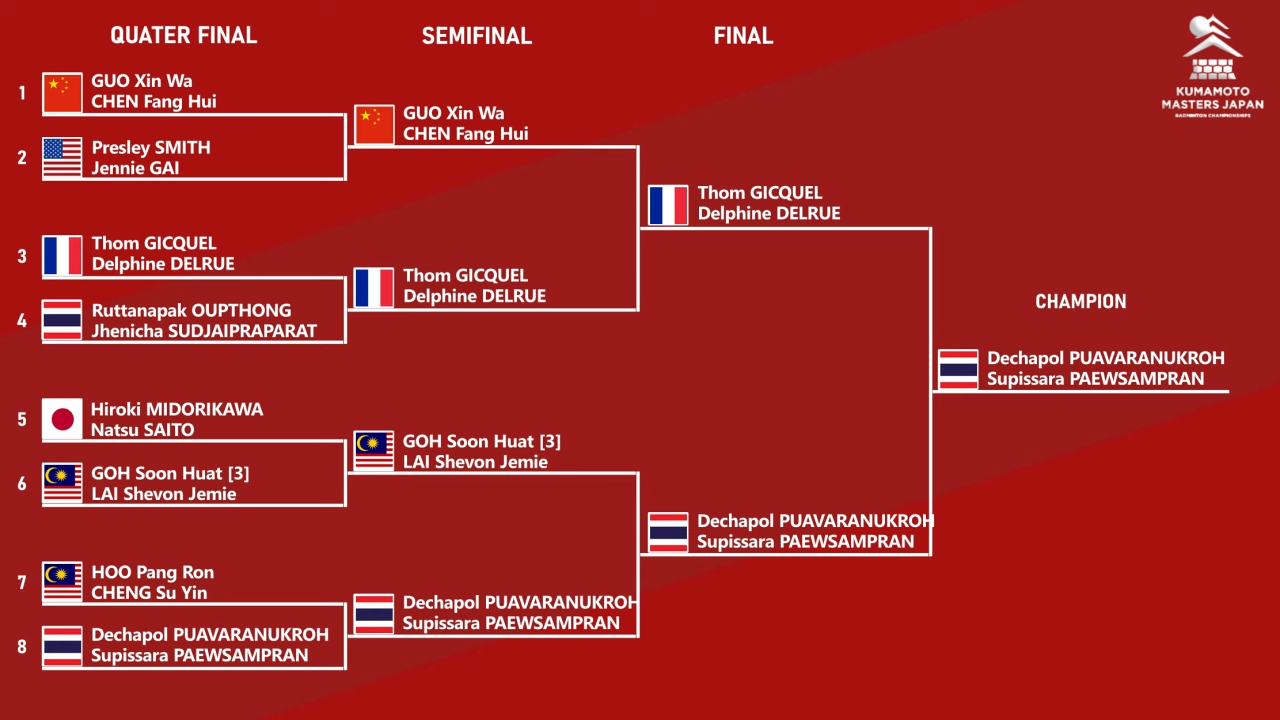 QUATER FINAL
SEMIFINAL
FINAL
KUMAMOTO
MASTERS JAPAN
BADMINTON CHAMPIONSHIPS
1
GUO Xin Wa
CHEN Fang Hui
2
Presley SMITH
Jennie GAI
3
Thom GICQUEL
Delphine DELRUE
4
Ruttanapak OUPTHONG
Jhenicha SUDJAIPRAPARAT
5
Hiroki MIDORIKAWA
Natsu SAITO
6
GOH Soon Huat [3]
LAI Shevon Jemie
7
HOO Pang Ron
CHENG Su Yin
8
Dechapol PUAVARANUKROH
Supissara PAEWSAMPRAN
GUO Xin Wa
CHEN Fang Hui
Thom GICQUEL
Delphine DELRUE
GOH Soon Huat [3]
LAI Shevon Jemie
Dechapol PUAVARANUKROH
Supissara PAEWSAMPRAN
Thom GICQUEL
Delphine DELRUE
Dechapol PUAVARANUKROH
Supissara PAEWSAMPRAN
CHAMPION
Dechapol PUAVARANUKROH
Supissara PAEWSAMPRAN